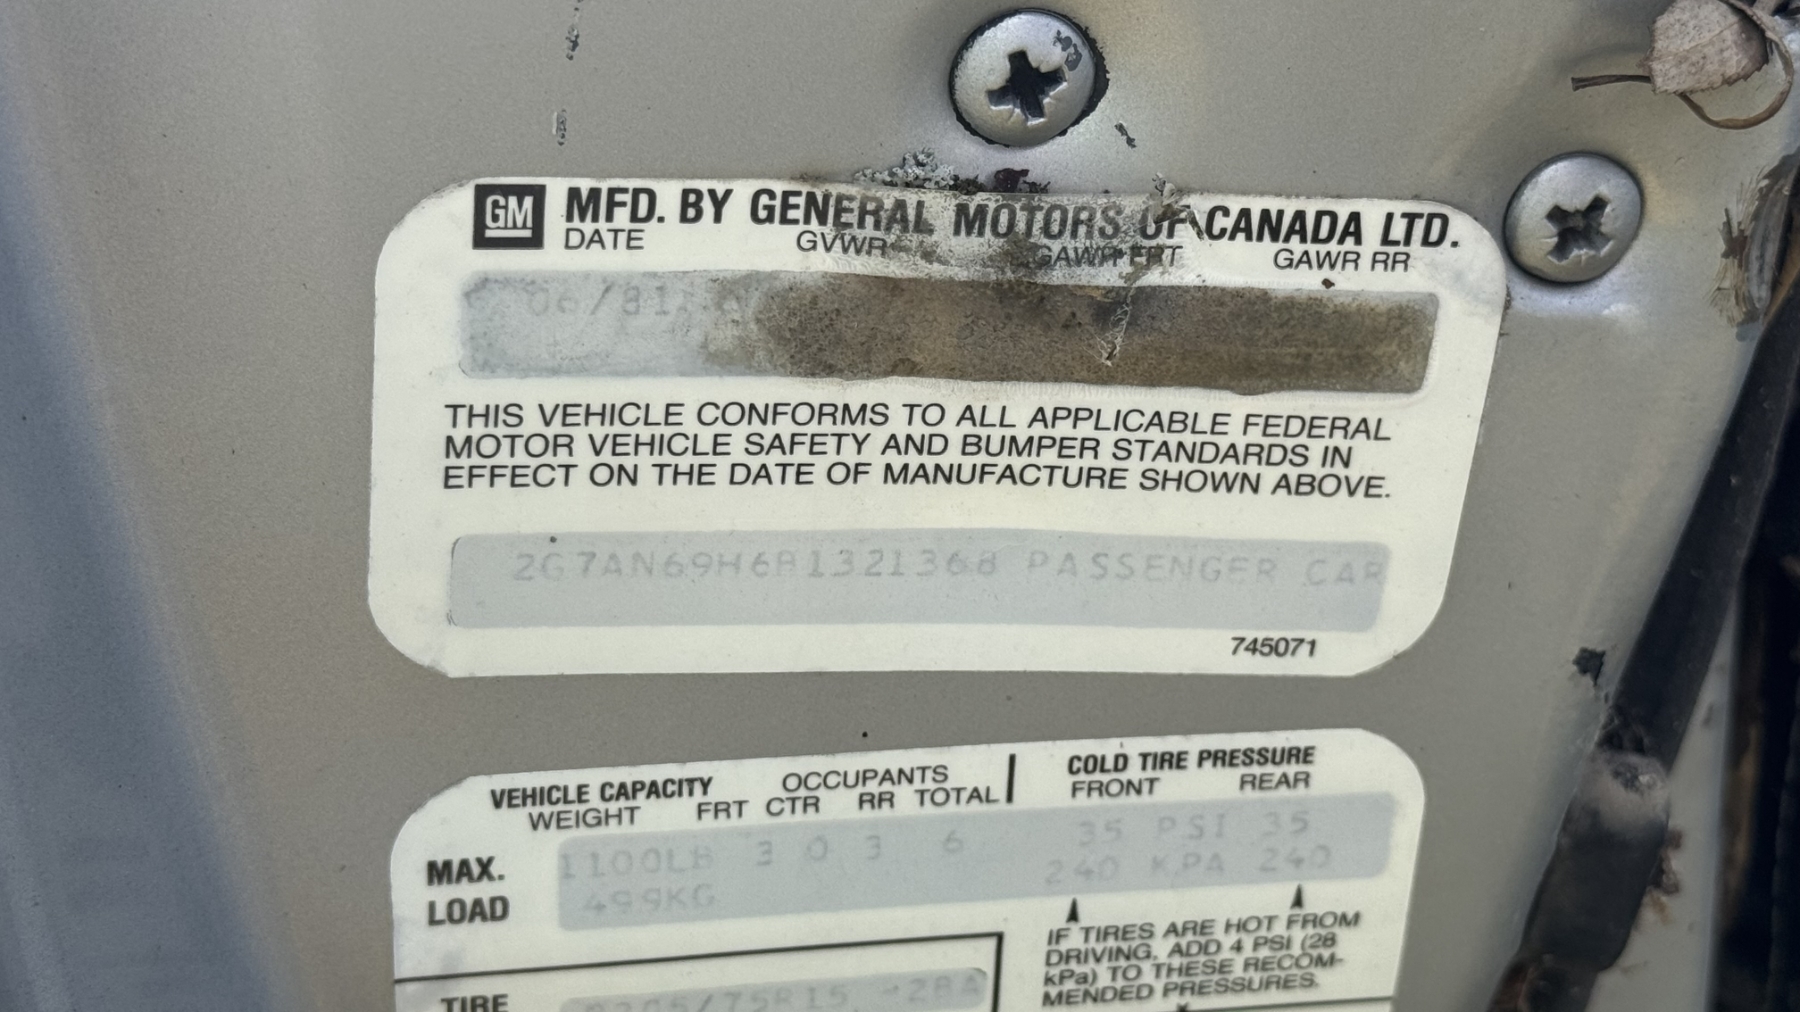 GM MFD. BY GENERAL MOTORS OF CANADA LTD.
DATE GVWR GAWR FRT GAWR RR
06/81
THIS VEHICLE CONFORMS TO ALL APPLICABLE FEDERAL
MOTOR VEHICLE SAFETY AND BUMPER STANDARDS IN
EFFECT ON THE DATE OF MANUFACTURE SHOWN ABOVE.
2G7AN69H6B1321368 PASSENGER CAR
745071
VEHICLE CAPACITY OCCUPANTS COLD TIRE PRESSURE
WEIGHT FRT CTR RR TOTAL FRONT REAR
MAX. 1100LB 3 0 3 6 35 PSI 35
LOAD 499KG 240 KPA 240
IF TIRES ARE HOT FROM
DRIVING, ADD 4 PSI (28
kPa) TO THESE RECOM-
MENDED PRESSURES.
TIRE